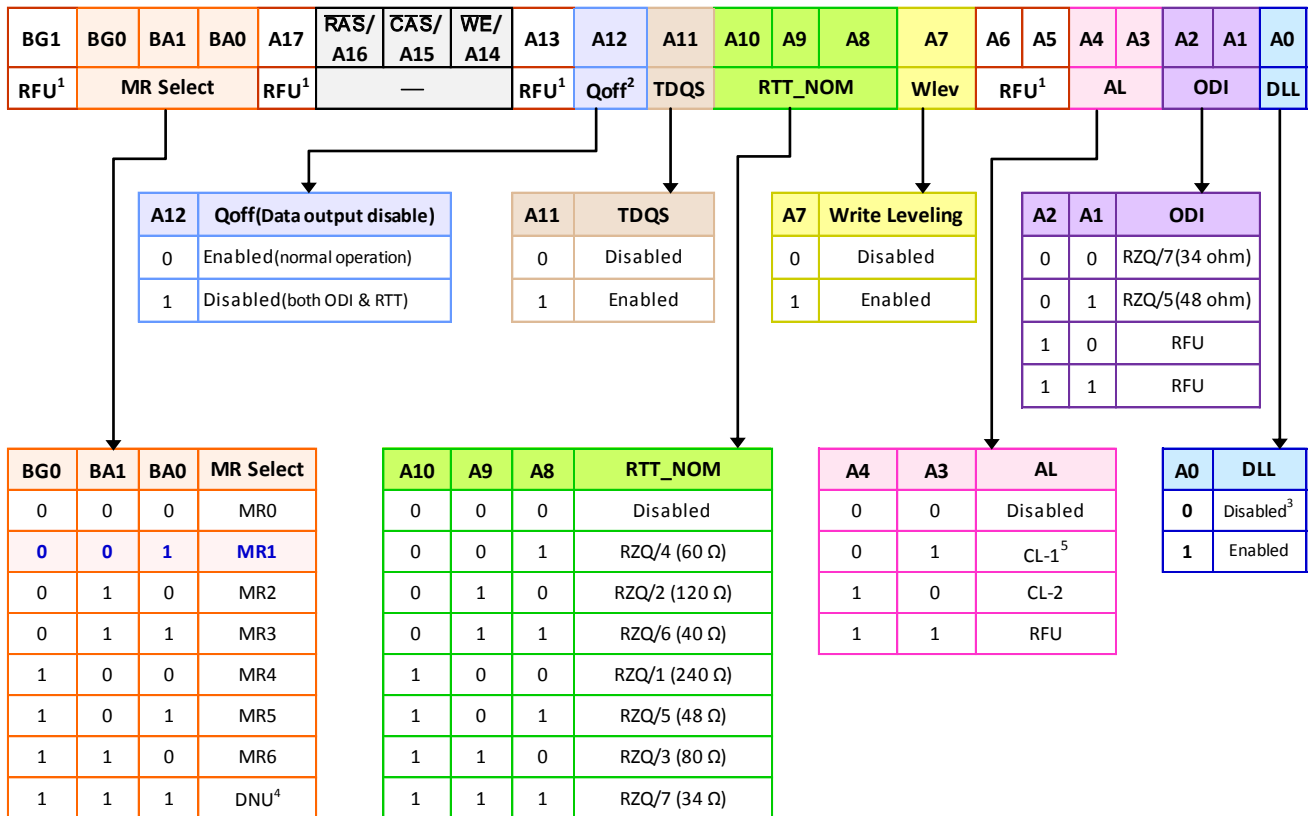 BG1 BG0 BA1 BA0 A17 RAS/ A16 CAS/ A15 WE/ A14 A13 A12 A11 A10 A9 A8 A7 A6 A5 A4 A3 A2 A1 A0
RFU¹ MR Select RFU¹ — RFU¹ Qoff² TDQS RTT_NOM Wlev RFU¹ AL ODI DLL
A12 Qoff(Data output disable)
0 Enabled(normal operation)
1 Disabled(both ODI & RTT)
A11 TDQS
0 Disabled
1 Enabled
A7 Write Leveling
0 Disabled
1 Enabled
A2 A1 ODI
0 0 RZQ/7(34 ohm)
0 1 RZQ/5(48 ohm)
1 0 RFU
1 1 RFU
BG0 BA1 BA0 MR Select
0 0 0 MR0
0 0 1 MR1
0 1 0 MR2
0 1 1 MR3
1 0 0 MR4
1 0 1 MR5
1 1 0 MR6
1 1 1 DNU⁴
A10 A9 A8 RTT_NOM
0 0 0 Disabled
0 0 1 RZQ/4 (60 Ω)
0 1 0 RZQ/2 (120 Ω)
0 1 1 RZQ/6 (40 Ω)
1 0 0 RZQ/1 (240 Ω)
1 0 1 RZQ/5 (48 Ω)
1 1 0 RZQ/3 (80 Ω)
1 1 1 RZQ/7 (34 Ω)
A4 A3 AL
0 0 Disabled
0 1 CL-1⁵
1 0 CL-2
1 1 RFU
A0 DLL
0 Disabled³
1 Enabled